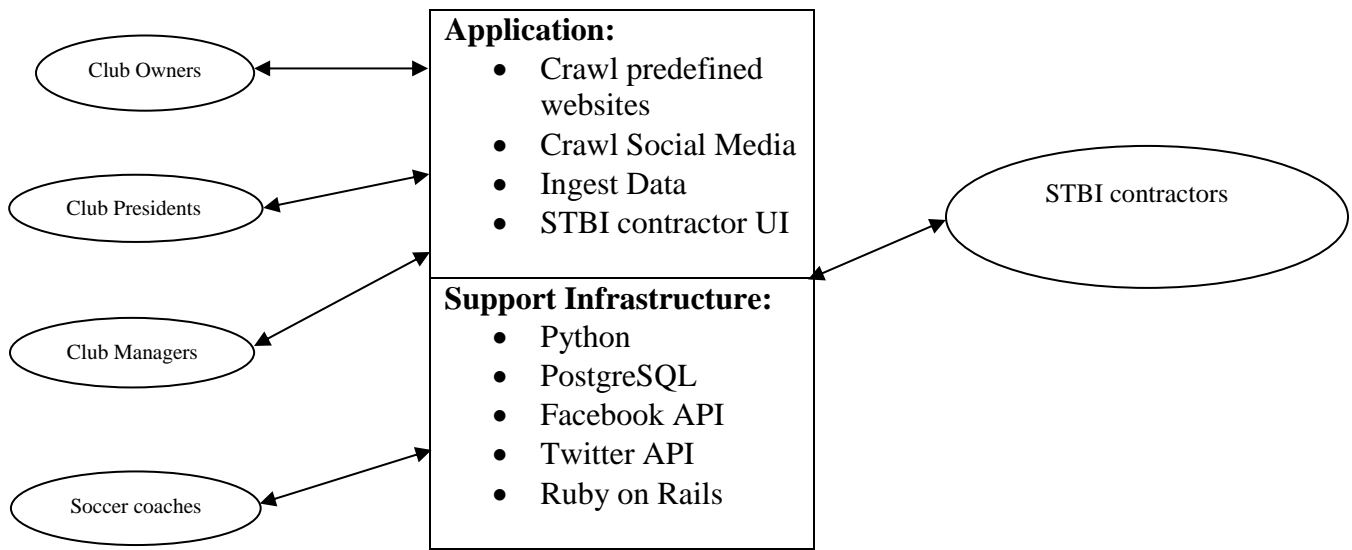 Club Owners
Club Presidents
Club Managers
Soccer coaches
Application:
• Crawl predefined
websites
• Crawl Social Media
• Ingest Data
• STBI contractor UI
Support Infrastructure:
• Python
• PostgreSQL
• Facebook API
• Twitter API
• Ruby on Rails
STBI contractors